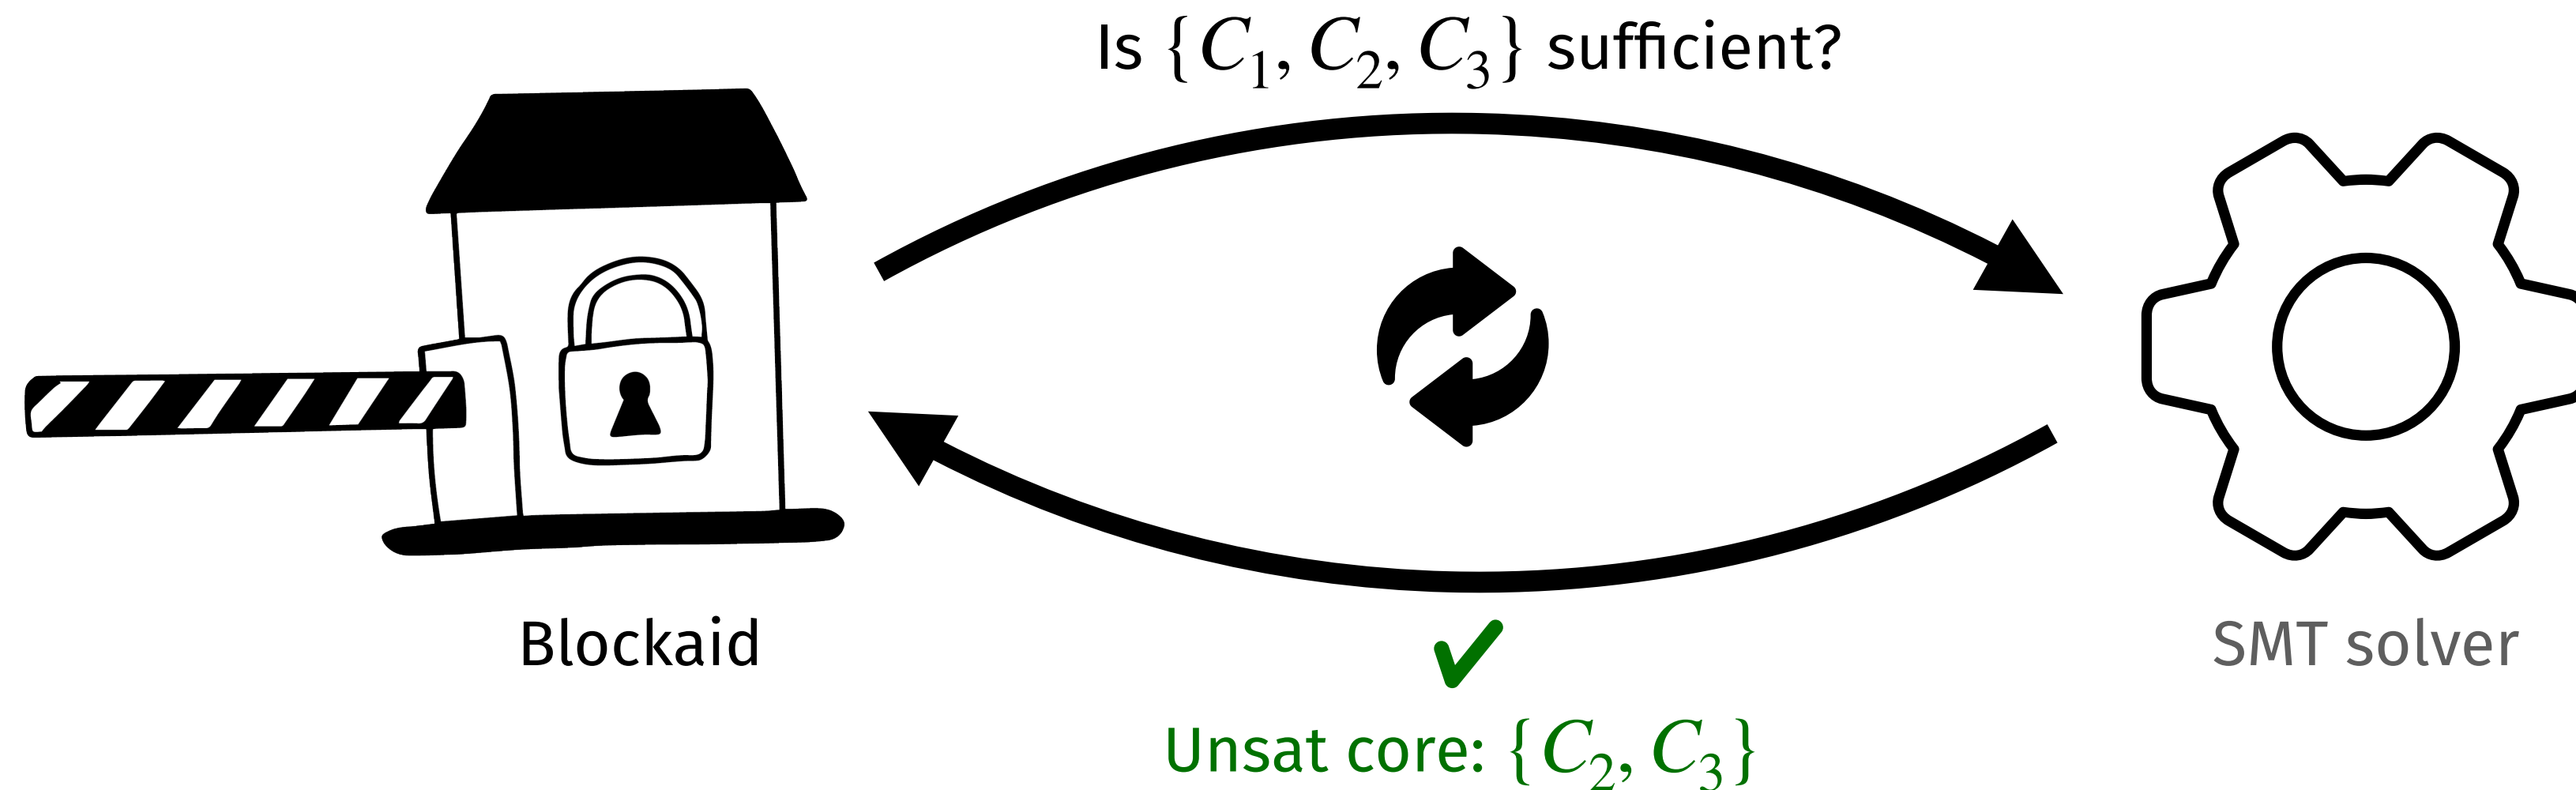 Is {C₁, C₂, C₃} sufficient?
Blockaid
SMT solver
Unsat core: {C₂, C₃}